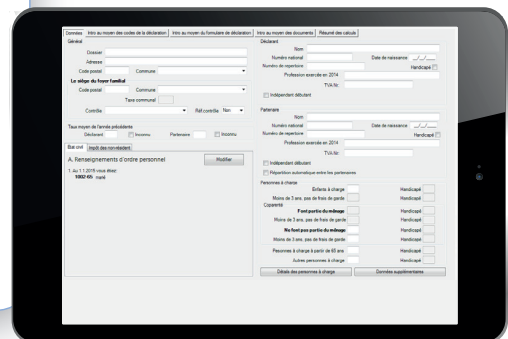 Données Intro au moyen des codes de la déclaration Intro au moyen du formulaire de déclaration Intro au moyen des documents Résumé des calculs
Général
Dossier
Adresse
Code postal Commune
Le siège du foyer familial
Code postal Commune
Taxe communal
Contrôle Réf.contrôle Non
Taux moyen de l'année précédente
Déclarant Inconnu Partenaire Inconnu
Etat civil Impôt des non-résident
A. Renseignements d'ordre personnel Modifier
1. Au 1.1.2015 vous étiez:
1002-65 marié
Déclarant
Nom
Numéro national Date de naissance __/__/____
Numéro de repertoire Handicapé
Profession exercée en 2014
TVA-Nr:
Indépendant débutant
Partenaire
Nom
Numéro national Date de naissance __/__/____
Numéro de repertoire Handicapé
Profession exercée en 2014
TVA-Nr:
Indépendant débutant
Répartition automatique entre les partenaires
Personnes à charge
Enfants à charge Handicapé
Moins de 3 ans, pas de frais de garde Handicapé
Coparenté
Font partie du ménage Handicapé
Moins de 3 ans, pas de frais de garde Handicapé
Ne font pas partie du ménage Handicapé
Moins de 3 ans, pas de frais de garde Handicapé
Personnes à charge à partir de 65 ans Handicapé
Autres personnes à charge Handicapé
Détails des personnes à charge Données supplémentaires